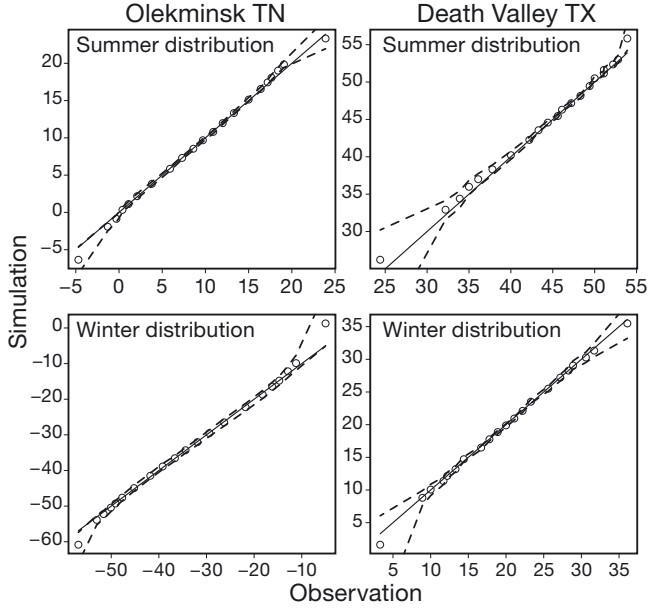 Olekminsk TN
Death Valley TX
Summer distribution
20
15
10
5
0
−5
−5 0 5 10 15 20 25
Summer distribution
55
50
45
40
35
30
25 30 35 40 45 50 55
Winter distribution
0
−10
−20
−30
−40
−50
−60
−50 −40 −30 −20 −10
Winter distribution
35
30
25
20
15
10
5
5 10 15 20 25 30 35
Simulation
Observation